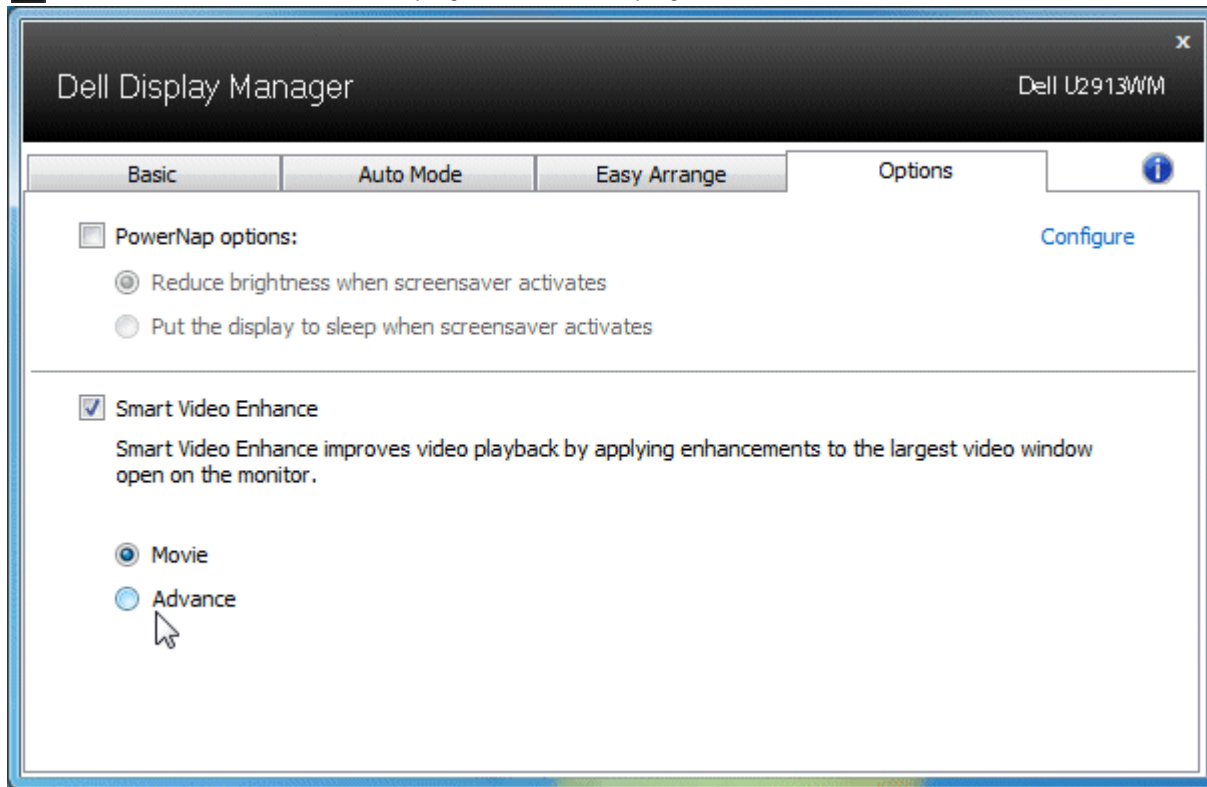 x
Dell Display Manager
Dell U2913WM
Basic
Auto Mode
Easy Arrange
Options
PowerNap options:
Configure
Reduce brightness when screensaver activates
Put the display to sleep when screensaver activates
Smart Video Enhance
Smart Video Enhance improves video playback by applying enhancements to the largest video window
open on the monitor.
Movie
Advance